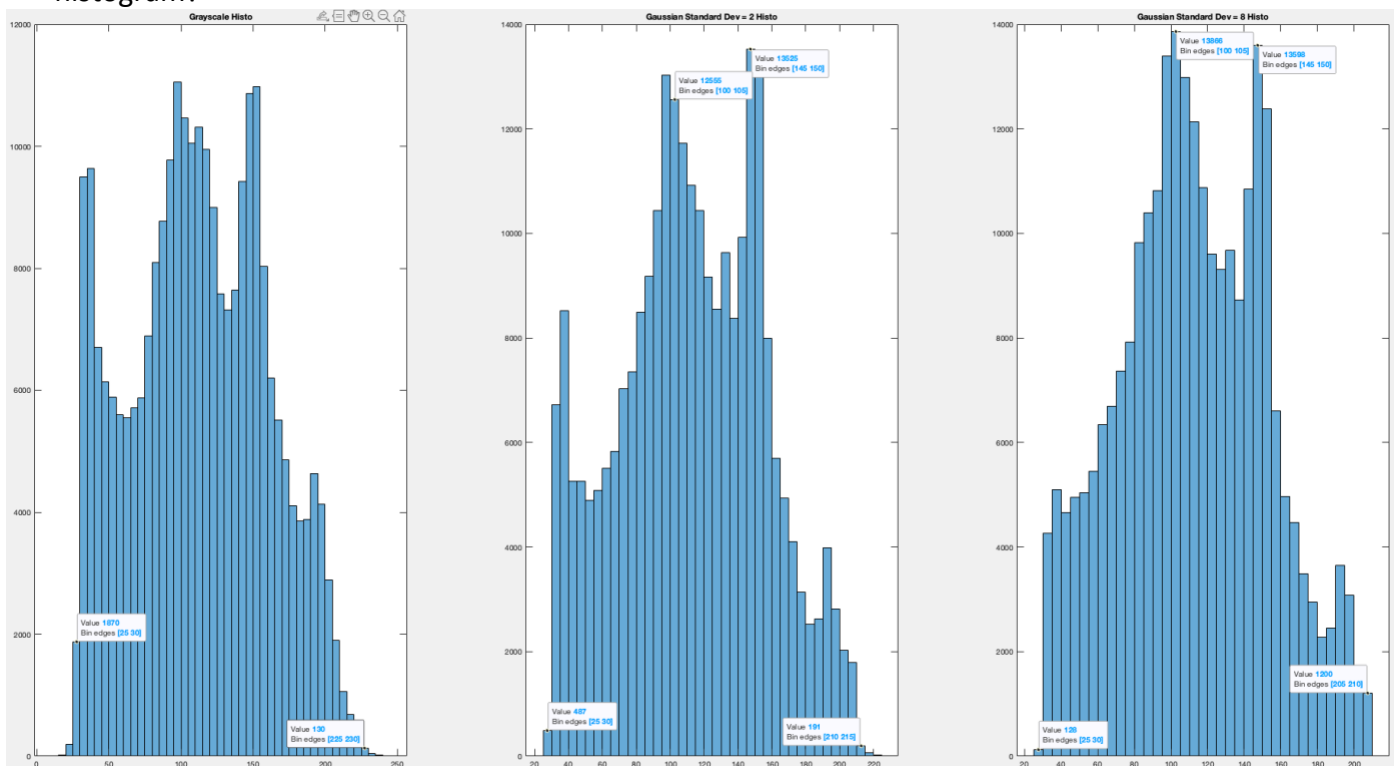 histogram?
Grayscale Histo
12000
10000
8000
6000
4000
2000
0
0
50
100
150
200
250
Value 1870
Bin edges [25 30]
Value 130
Bin edges [225 230]
Gaussian Standard Dev = 2 Histo
14000
12000
10000
8000
6000
4000
2000
0
20
40
60
80
100
120
140
160
180
200
220
Value 12555
Bin edges [100 105]
Value 13525
Bin edges [145 150]
Value 487
Bin edges [25 30]
Value 191
Bin edges [210 215]
Gaussian Standard Dev = 8 Histo
14000
12000
10000
8000
6000
4000
2000
0
20
40
60
80
100
120
140
160
180
200
Value 13866
Bin edges [100 105]
Value 13598
Bin edges [145 150]
Value 128
Bin edges [25 30]
Value 1200
Bin edges [205 210]